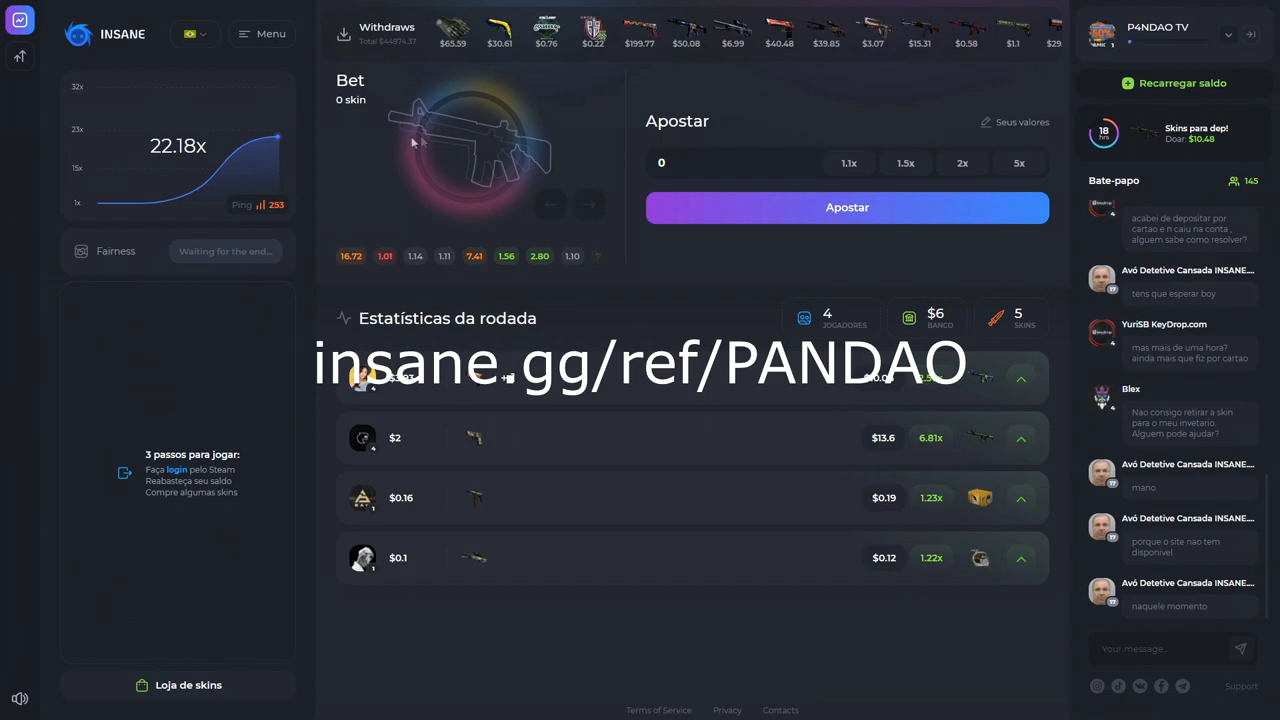 INSANE
Menu
32x
23x
15x
1x
22.18x
Ping 253
Fairness
Waiting for the end...
3 passos para jogar:
Faça login pelo Steam
Reabasteça seu saldo
Compre algumas skins
Loja de skins
Withdraws
Total $44974.37
$65.59
$30.61
$0.76
$0.22
$199.77
$50.08
$6.99
$40.48
$39.85
$3.07
$15.31
$0.58
$1.1
$29.
Bet
0 skin
16.72
1.01
1.14
1.11
7.41
1.56
2.80
1.10
Apostar
Seus valores
0
1.1x
1.5x
2x
5x
Apostar
Estatísticas da rodada
4
JOGADORES
$6
BANCO
5
SKINS
insane.gg/ref/PANDAO
$2
$13.6
6.81x
$0.16
$0.19
1.23x
$0.1
$0.12
1.22x
Terms of Service
Privacy
Contacts
P4NDAO TV
Recarregar saldo
18
hrs
Skins para dep!
Doar: $10.48
Bate-papo
145
acabei de depositar por
cartao e n caiu na conta ,
alguem sabe como resolver?
Avó Detetive Cansada INSANE....
tens que esperar boy
YuriSB KeyDrop.com
mas mais de uma hora?
ainda mais que fiz por cartao
Blex
Nao consigo retirar a skin
para o meu invetario.
Alguem pode ajudar?
Avó Detetive Cansada INSANE....
mano
Avó Detetive Cansada INSANE....
porque o site nao tem
disponivel
Avó Detetive Cansada INSANE....
naquele momento
Your message...
Support